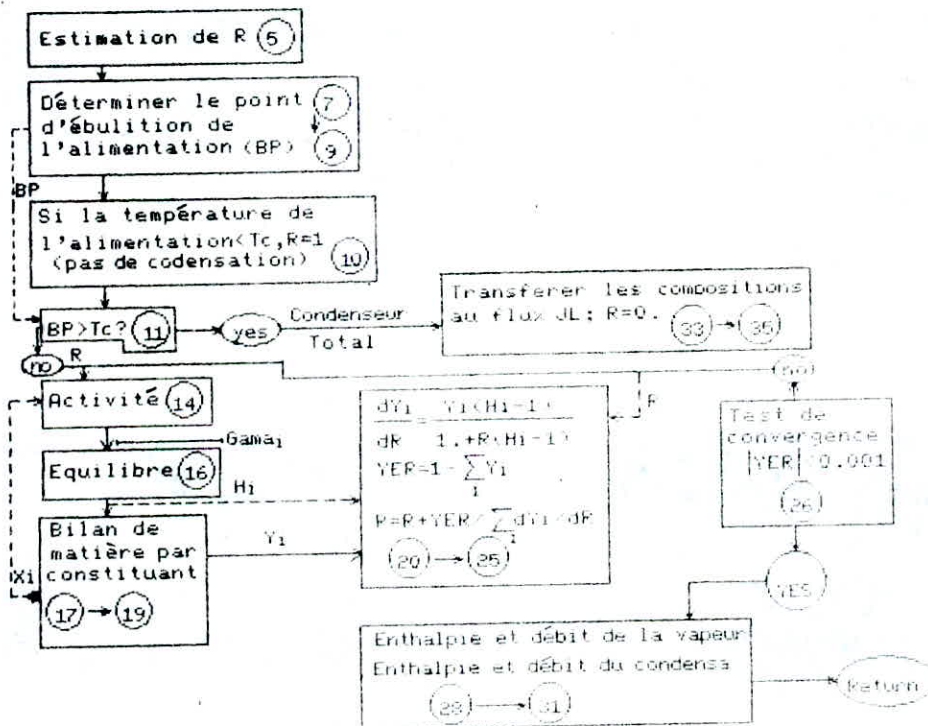 Estimation de R 5
Déterminer le point 7
d'ébulition de
l'alimentation (BP) 9
BP
Si la température de
l'alimentation<Tc,R=1
(pas de codensation) 10
BP>Tc? 11
yes
Condenseur
Total
Transferer les compositions
au flux JL; R=0.
33 35
no
R
Activité 14
Gamai
Equilibre 16
Hi
Bilan de
matière par
constituant
17 19
Xi
Yi
dYi = Yi(Hi-1)
dR 1.+R(Hi-1)
YER=1-∑Yi
i
R=R+YER/∑dYi/dR
i
20 25
R
no
Test de
convergence
|YER|<0.001
26
YES
Enthalpie et débit de la vapeur
Enthalpie et débit du condensa
28 31
Return